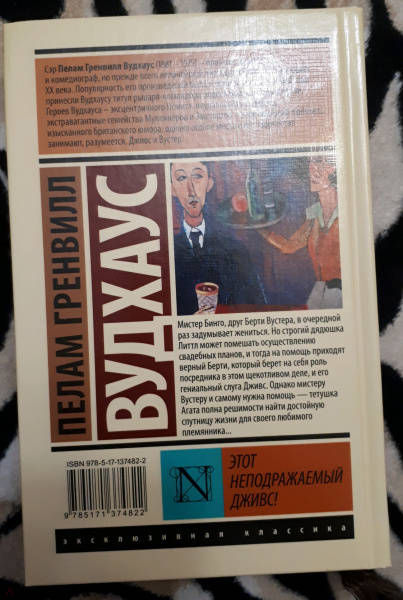 Сэр Пелам Гренвилл Вудхаус
и комедиограф, но прежде всего
XX века. Популярность его произведений
принесли Вудхаусу титул рыцаря
Героев Вудхауса — эксцентричного Псмита,
экстравагантные семейства Муллинеров и
изысканного британского юмора,
занимают, разумеется, Дживс и Вустер.
ПЕЛАМ ГРЕНВИЛЛ
ВУДХАУС
Мистер Бинго, друг Берти Вустера, в очередной
раз задумывает жениться. Но строгий дядюшка
Литтл может помешать осуществлению
свадебных планов, и тогда на помощь приходят
верный Берти, который берет на себя роль
посредника в этом щекотливом деле, и его
гениальный слуга Дживс. Однако мистеру
Вустеру и самому нужна помощь — тетушка
Агата полна решимости найти достойную
спутницу жизни для своего любимого
племянника...
ISBN 978-5-17-137482-2
9 785171 374822
N
ЭТОТ
НЕПОДРАЖАЕМЫЙ
ДЖИВС!
эксклюзивная классика